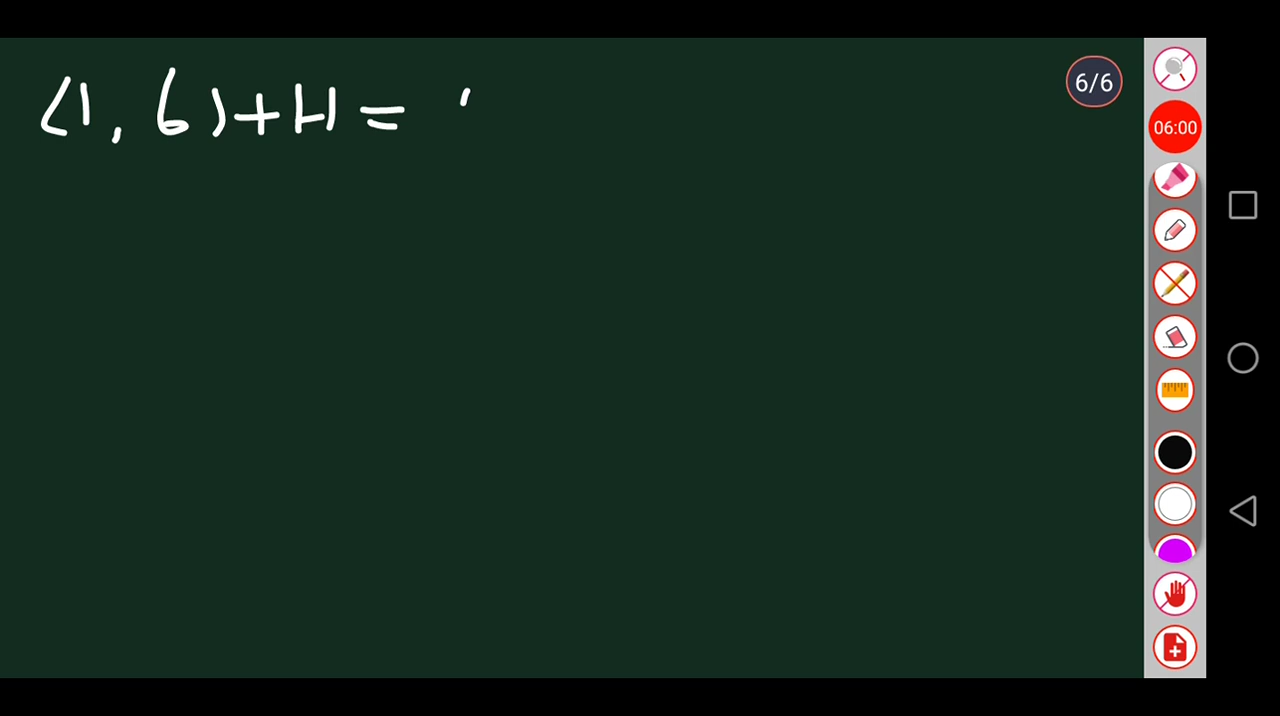 (1, 6) + H =
6/6
06:00